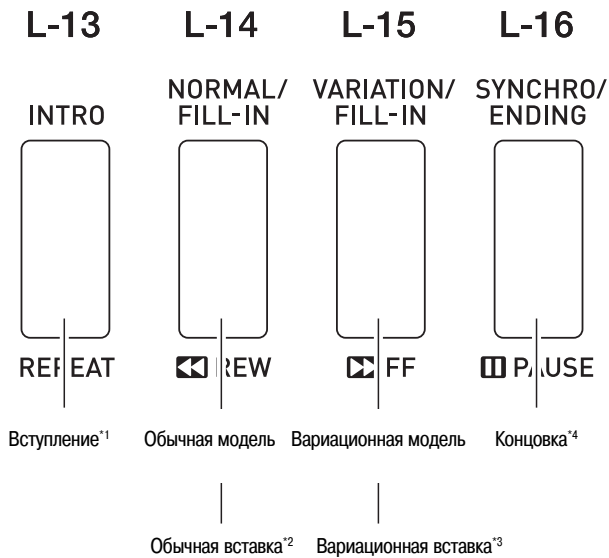 L-13 L-14 L-15 L-16
INTRO NORMAL/ FILL-IN VARIATION/ FILL-IN SYNCHRO/ ENDING
REPEAT REW FF PAUSE
Вступление*1 Обычная модель Вариационная модель Концовка*4
Обычная вставка*2 Вариационная вставка*3